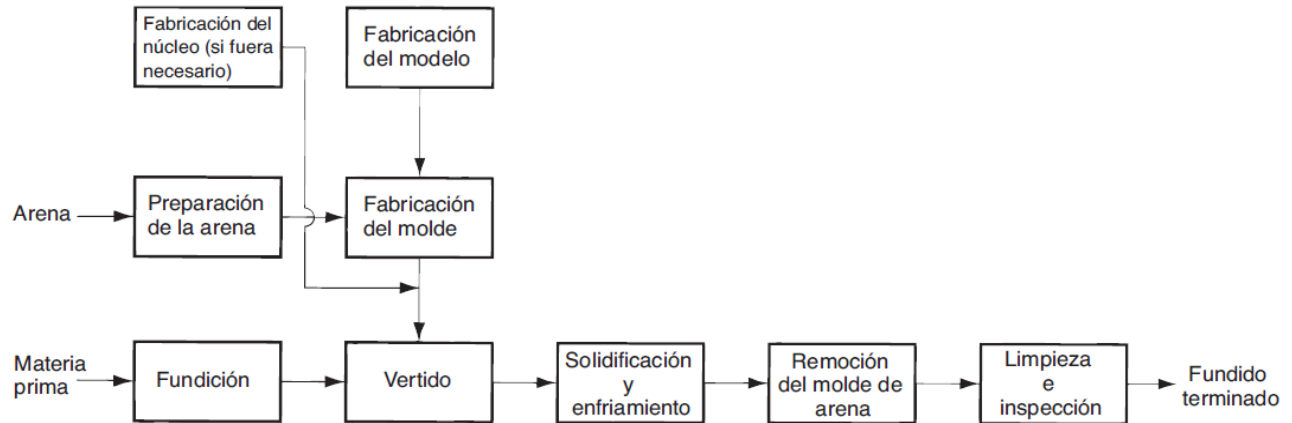 Fabricación del
núcleo (si fuera
necesario)
Fabricación
del modelo
Arena
Preparación
de la arena
Fabricación
del molde
Materia
prima
Fundición
Vertido
Solidificación
y
enfriamiento
Remoción
del molde de
arena
Limpieza
e
inspección
Fundido
terminado